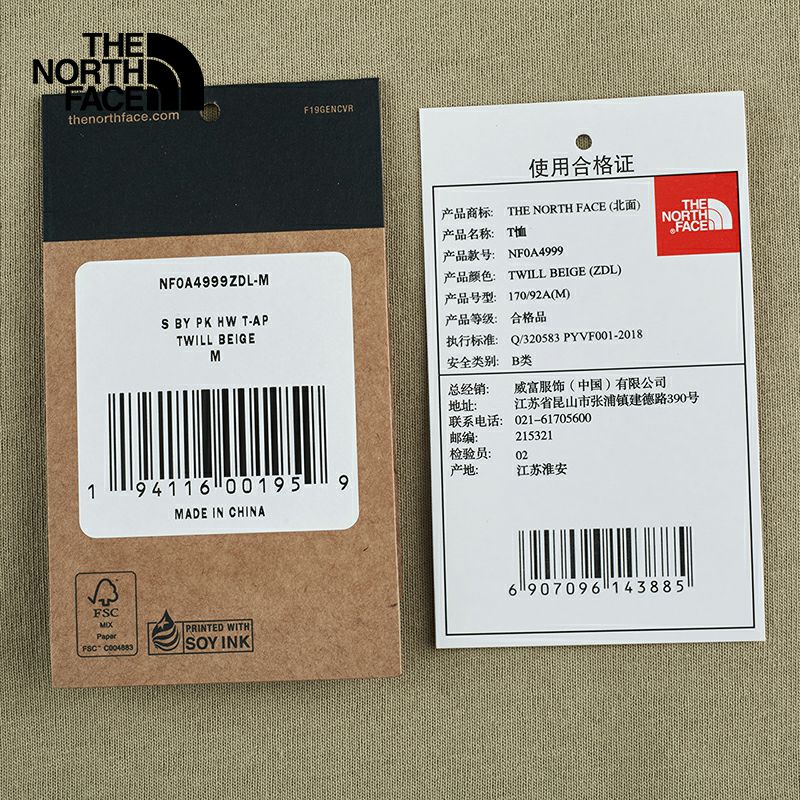 THE
NORTH
FACE
thenorthface.com
F19GENCVR
NF0A4999ZDL-M
S BY PK HW T-AP
TWILL BEIGE
M
1 94116 00195 9
MADE IN CHINA
FSC
MIX
Paper
FSC™ C004883
PRINTED WITH
SOY INK
使用合格证
THE
NORTH
FACE
产品商标: THE NORTH FACE (北面)
产品名称: T恤
产品款号: NF0A4999
产品颜色: TWILL BEIGE (ZDL)
产品号型: 170/92A(M)
产品等级: 合格品
执行标准: Q/320583 PYVF001-2018
安全类别: B类
总经销: 威富服饰（中国）有限公司
地址: 江苏省昆山市张浦镇建德路390号
联系电话: 021-61705600
邮编: 215321
检验员: 02
产地: 江苏淮安
6 907096 143885